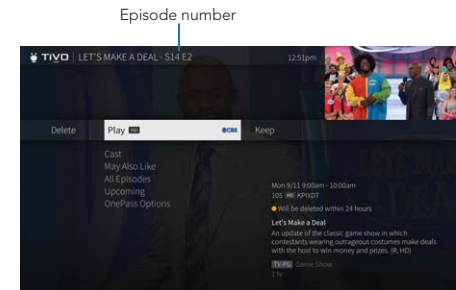 Episode number
TIVO LET'S MAKE A DEAL - S14 E2 12:51pm
Delete Play HD CBS Keep
Cast
May Also Like
All Episodes
Upcoming
OnePass Options
Mon 9/11 9:00am - 10:00am
105 HD KPIXDT
Will be deleted within 24 hours
Let's Make a Deal
An update of the classic game show in which
contestants wearing outrageous costumes make deals
with the host to win money and prizes. (R, HD)
TV-PG Game Show
1 hr